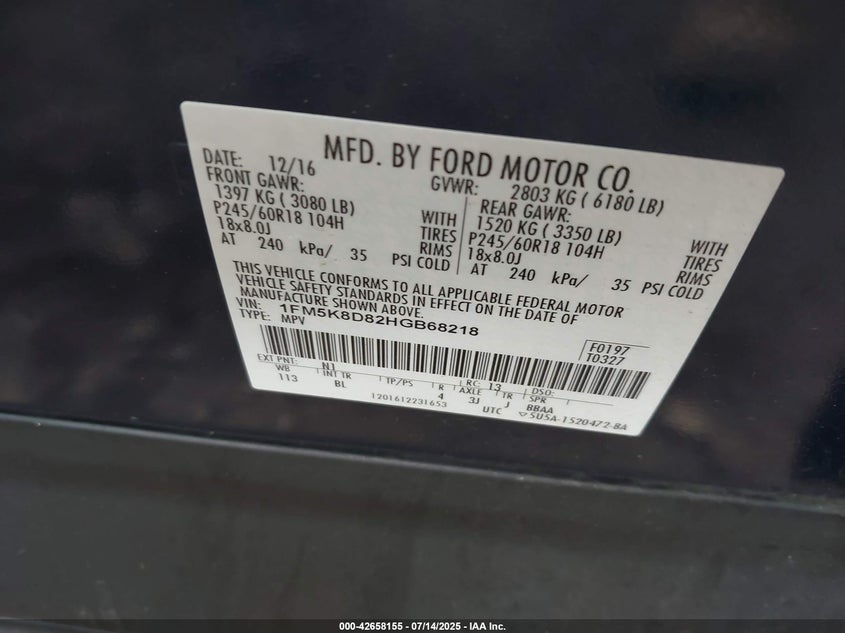 MFD. BY FORD MOTOR CO.
DATE: 12/16
GVWR: 2803 KG ( 6180 LB)
FRONT GAWR:
1397 KG ( 3080 LB)
P245/60R18 104H
18x8.0J
AT 240 kPa/ 35
WITH
TIRES
RIMS
PSI COLD
REAR GAWR:
1520 KG ( 3350 LB)
P245/60R18 104H
18x8.0J
AT 240 kPa/ 35
WITH
TIRES
RIMS
PSI COLD
THIS VEHICLE CONFORMS TO ALL APPLICABLE FEDERAL MOTOR
VEHICLE SAFETY STANDARDS IN EFFECT ON THE DATE OF
MANUFACTURE SHOWN ABOVE.
VIN: 1FM5K8D82HGB68218
TYPE: MPV
F0197
T0327
EXT PNT: N1 RC: 13 DSO:
WB INT TR TP/PS R AXLE TR SPR
113 BL 4 3J J BBAA
1201612231653 UTC 5U5A-1520472-BA
000-42658155 - 07/14/2025 - IAA Inc.